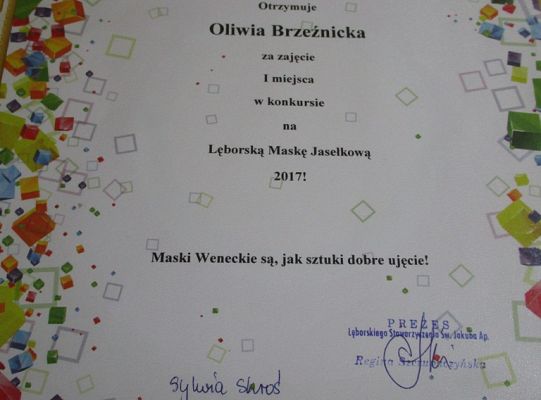 Otrzymuje
Oliwia Brzeźnicka
za zajęcie
I miejsca
w konkursie
na
Lęborską Maskę Jasełkową
2017!
Maski Weneckie są, jak sztuki dobre ujęcie!
PREZES
Lęborskiego Stowarzyszenia Św. Jakuba Ap.
Regina
Sylwia